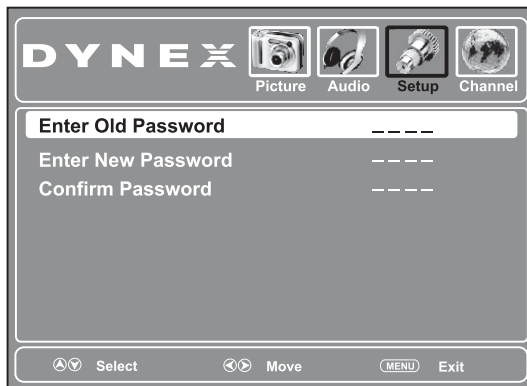 DYNEX
Picture Audio Setup Channel
Enter Old Password _ _ _ _
Enter New Password _ _ _ _
Confirm Password _ _ _ _
Select Move MENU Exit